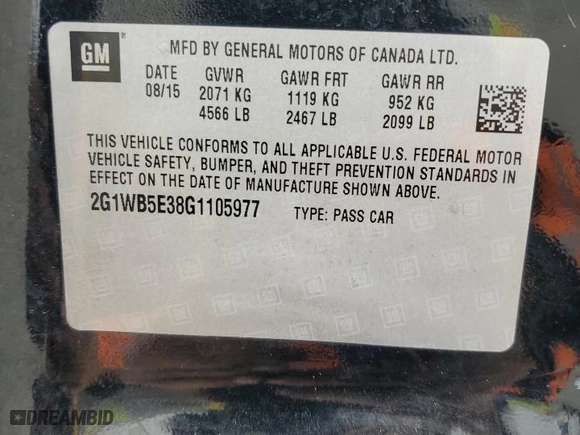 GM
MFD BY GENERAL MOTORS OF CANADA LTD.
DATE GVWR GAWR FRT GAWR RR
08/15 2071 KG 1119 KG 952 KG
4566 LB 2467 LB 2099 LB
THIS VEHICLE CONFORMS TO ALL APPLICABLE U.S. FEDERAL MOTOR
VEHICLE SAFETY, BUMPER, AND THEFT PREVENTION STANDARDS IN
EFFECT ON THE DATE OF MANUFACTURE SHOWN ABOVE.
2G1WB5E38G1105977 TYPE: PASS CAR
DREAMBID